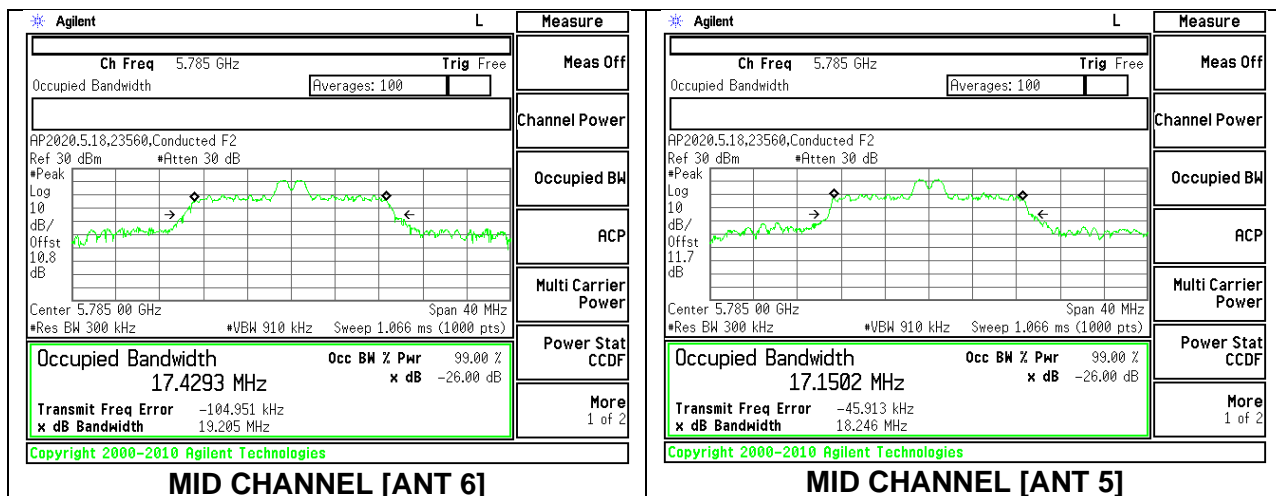 Agilent L Measure
Ch Freq 5.785 GHz Trig Free
Meas Off
Occupied Bandwidth Averages: 100
Channel Power
AP2020.5.18,23560,Conducted F2
Ref 30 dBm #Atten 30 dB
#Peak
Log
10
dB/
Offst
10.8
dB
Occupied BW
ACP
Multi Carrier
Power
Center 5.785 00 GHz Span 40 MHz
#Res BW 300 kHz #VBW 910 kHz Sweep 1.066 ms (1000 pts)
Power Stat
CCDF
Occupied Bandwidth Occ BW % Pwr 99.00 %
17.4293 MHz x dB -26.00 dB
Transmit Freq Error -104.951 kHz
x dB Bandwidth 19.205 MHz
More
1 of 2
Copyright 2000-2010 Agilent Technologies
MID CHANNEL [ANT 6]
Agilent L Measure
Ch Freq 5.785 GHz Trig Free
Meas Off
Occupied Bandwidth Averages: 100
Channel Power
AP2020.5.18,23560,Conducted F2
Ref 30 dBm #Atten 30 dB
#Peak
Log
10
dB/
Offst
11.7
dB
Occupied BW
ACP
Multi Carrier
Power
Center 5.785 00 GHz Span 40 MHz
#Res BW 300 kHz #VBW 910 kHz Sweep 1.066 ms (1000 pts)
Power Stat
CCDF
Occupied Bandwidth Occ BW % Pwr 99.00 %
17.1502 MHz x dB -26.00 dB
Transmit Freq Error -45.913 kHz
x dB Bandwidth 18.246 MHz
More
1 of 2
Copyright 2000-2010 Agilent Technologies
MID CHANNEL [ANT 5]